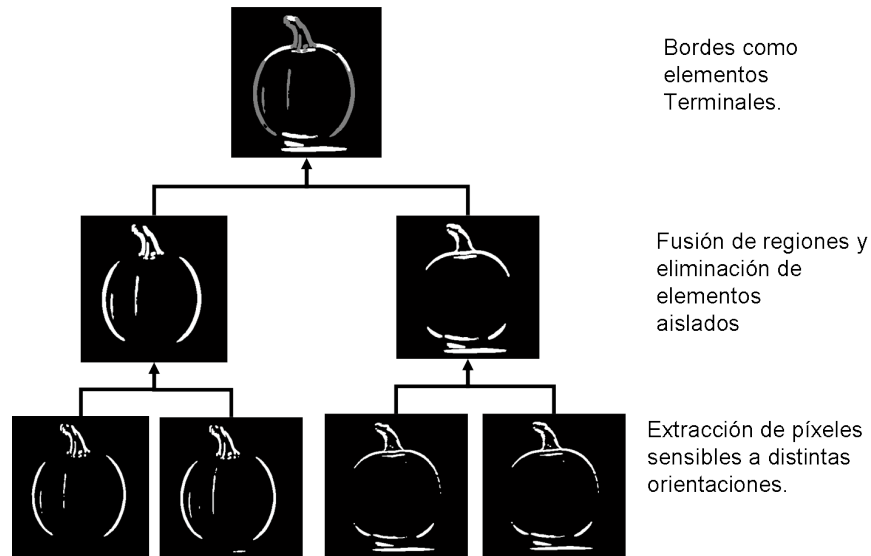 Bordes como
elementos
Terminales.
Fusión de regiones y
eliminación de
elementos
aislados
Extracción de píxeles
sensibles a distintas
orientaciones.